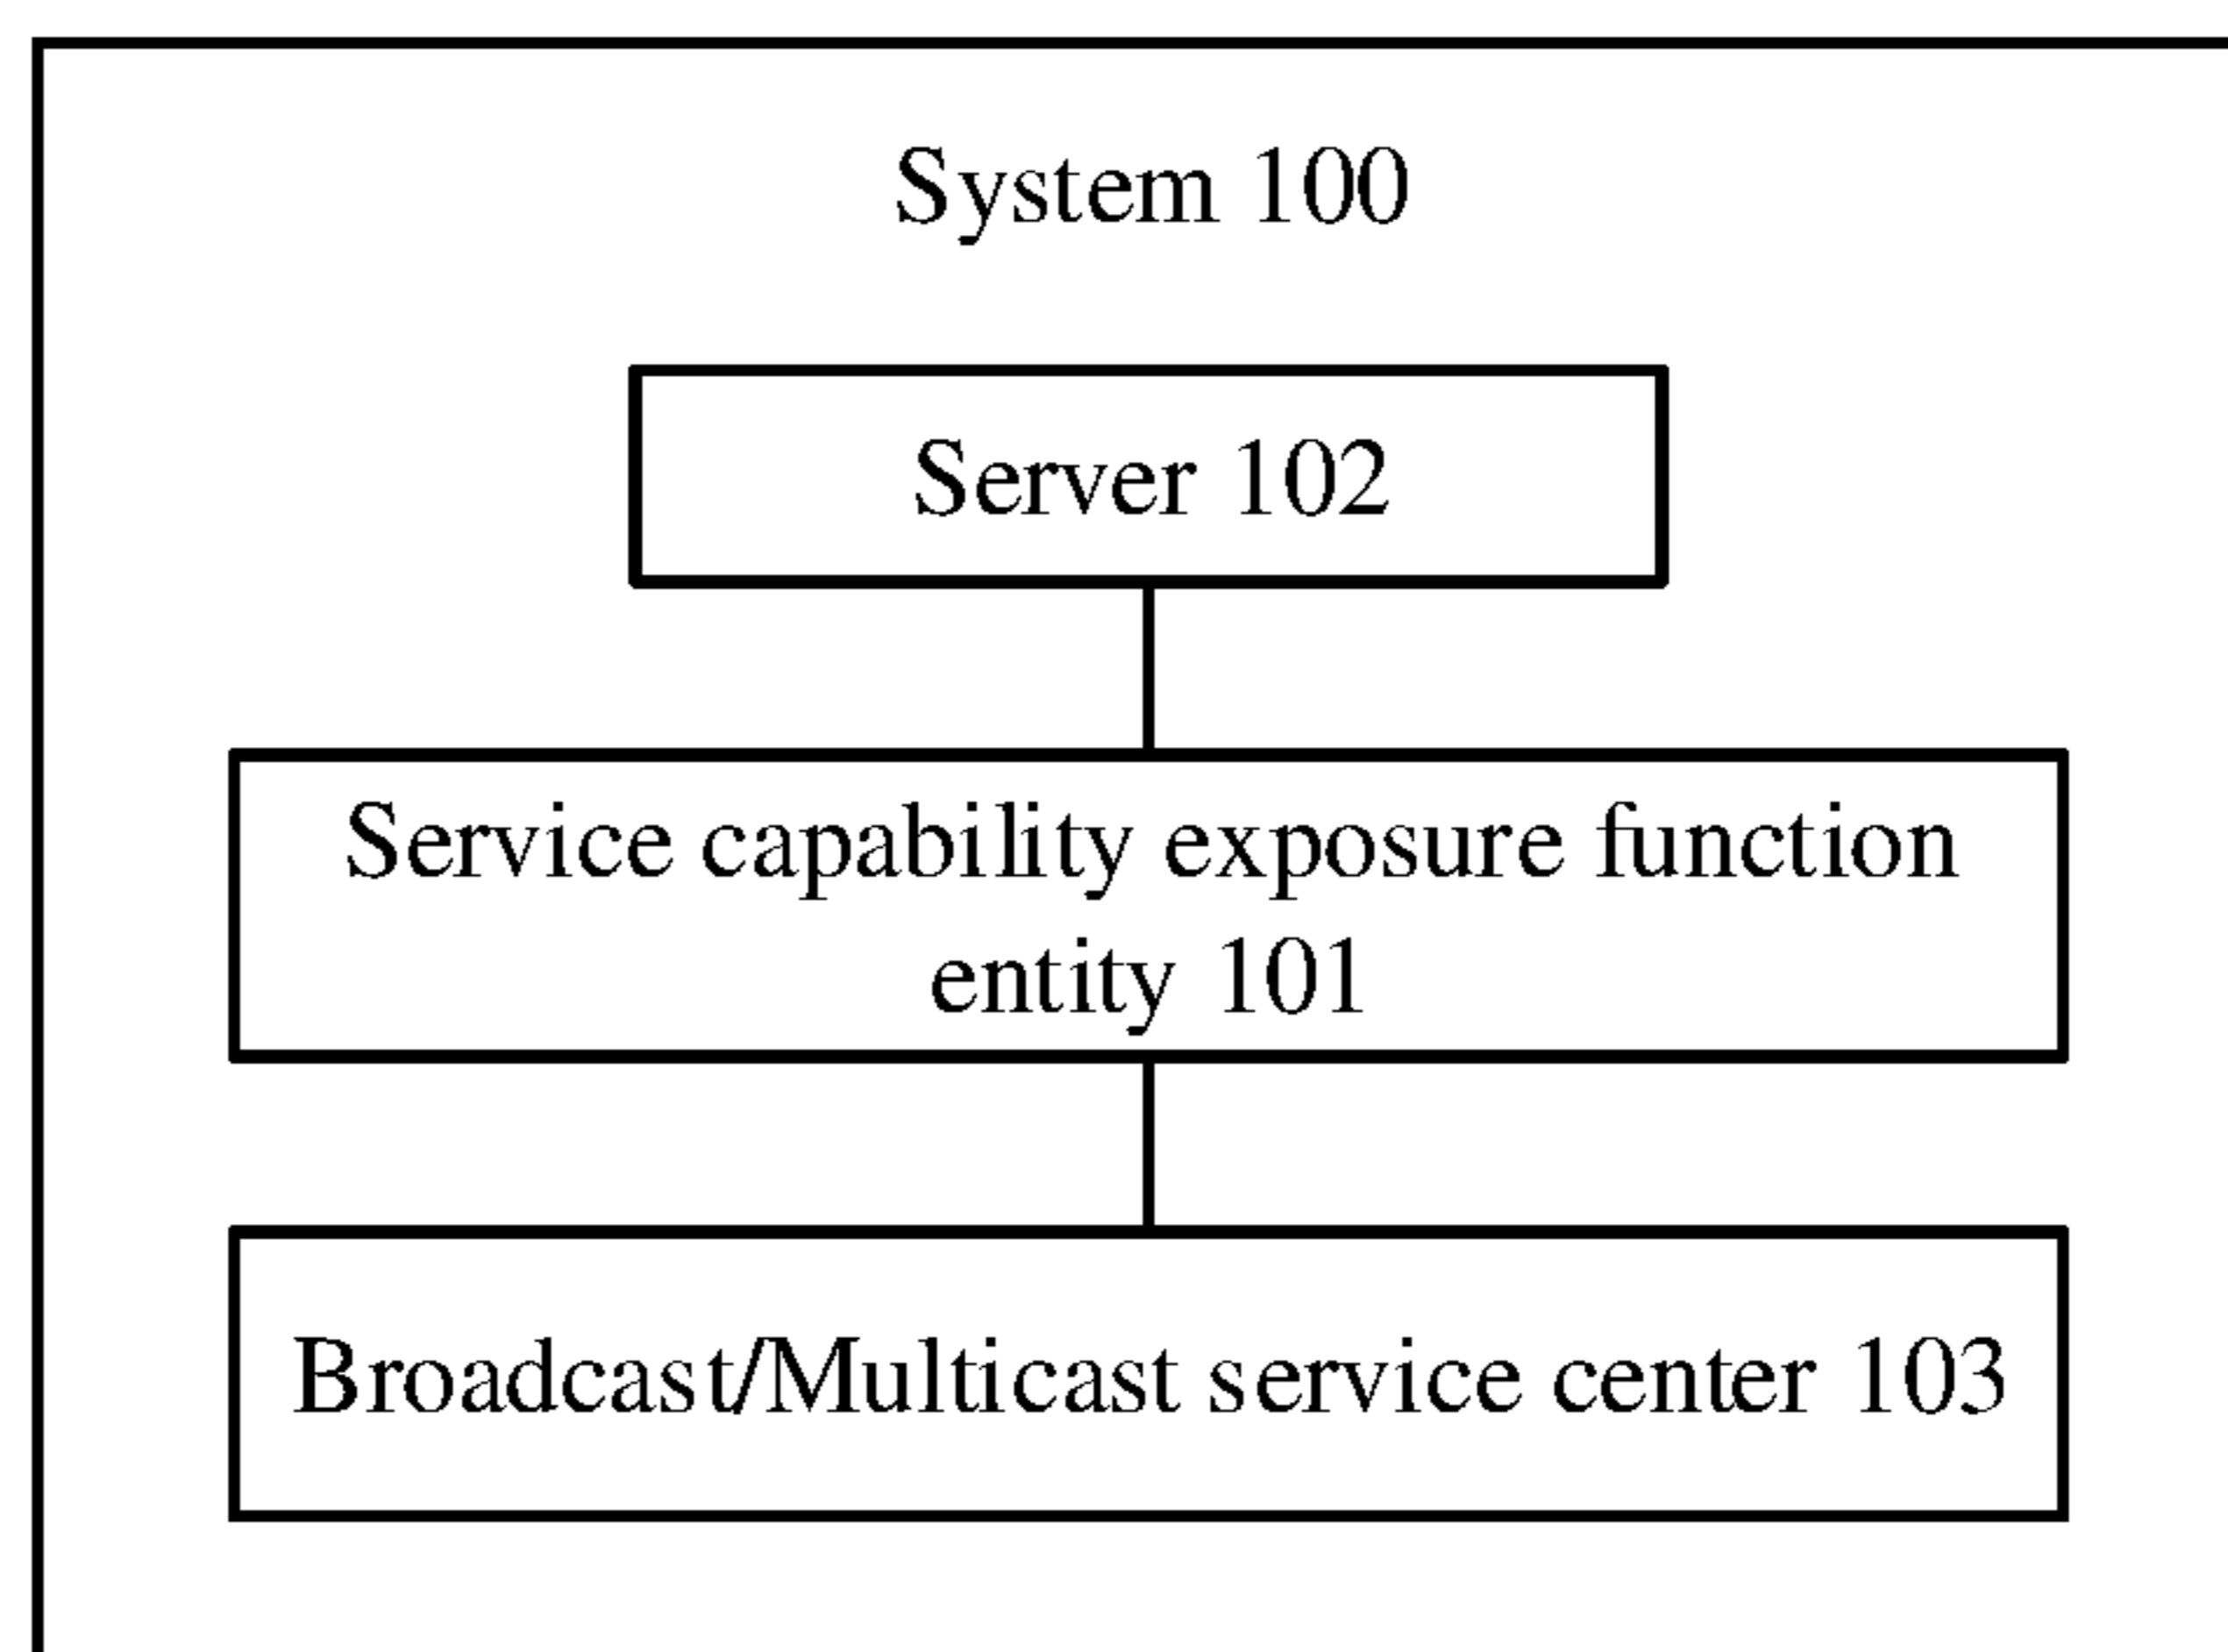 System 100
Server 102
Service capability exposure function
entity 101
Broadcast/Multicast service center 103